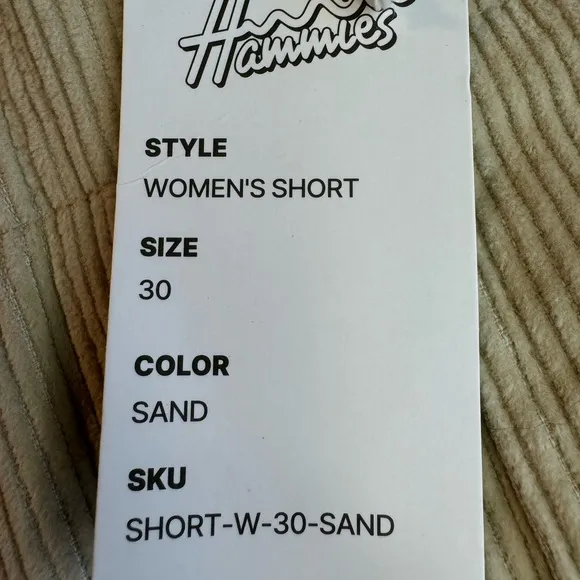 Hammies
STYLE
WOMEN'S SHORT
SIZE
30
COLOR
SAND
SKU
SHORT-W-30-SAND